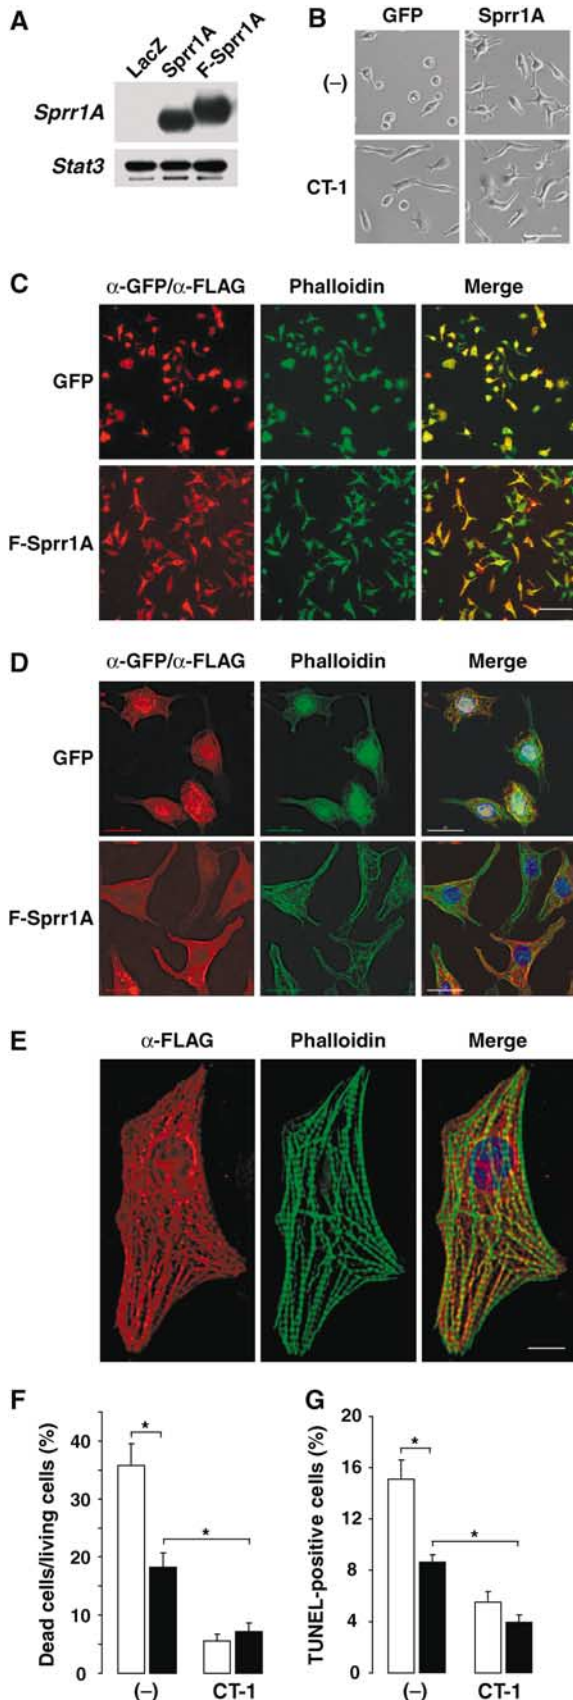 A
LacZ
Sprr1A
F-Sprr1A
Sprr1A
Stat3
B
GFP Sprr1A
(–)
CT-1
C
α-GFP/α-FLAG Phalloidin Merge
GFP
F-Sprr1A
D
α-GFP/α-FLAG Phalloidin Merge
GFP
F-Sprr1A
E
α-FLAG Phalloidin Merge
F
Dead cells/living cells (%)
40
30
20
10
0
*
*
(–) CT-1
G
TUNEL-positive cells (%)
20
16
12
8
4
0
*
*
(–) CT-1